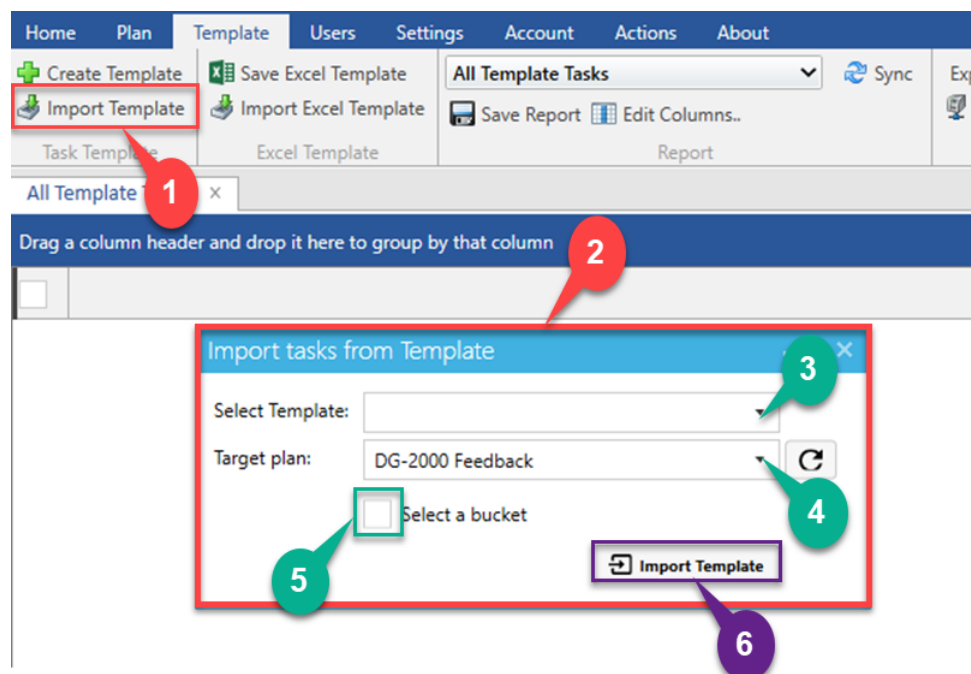 Home Plan Template Users Settings Account Actions About
Create Template Save Excel Template All Template Tasks Sync
Import Template Import Excel Template Save Report Edit Columns..
Task Template Excel Template Report
All Template
1
Drag a column header and drop it here to group by that column
2
Import tasks from Template
3
Select Template:
Target plan: DG-2000 Feedback
4
Select a bucket
5
Import Template
6